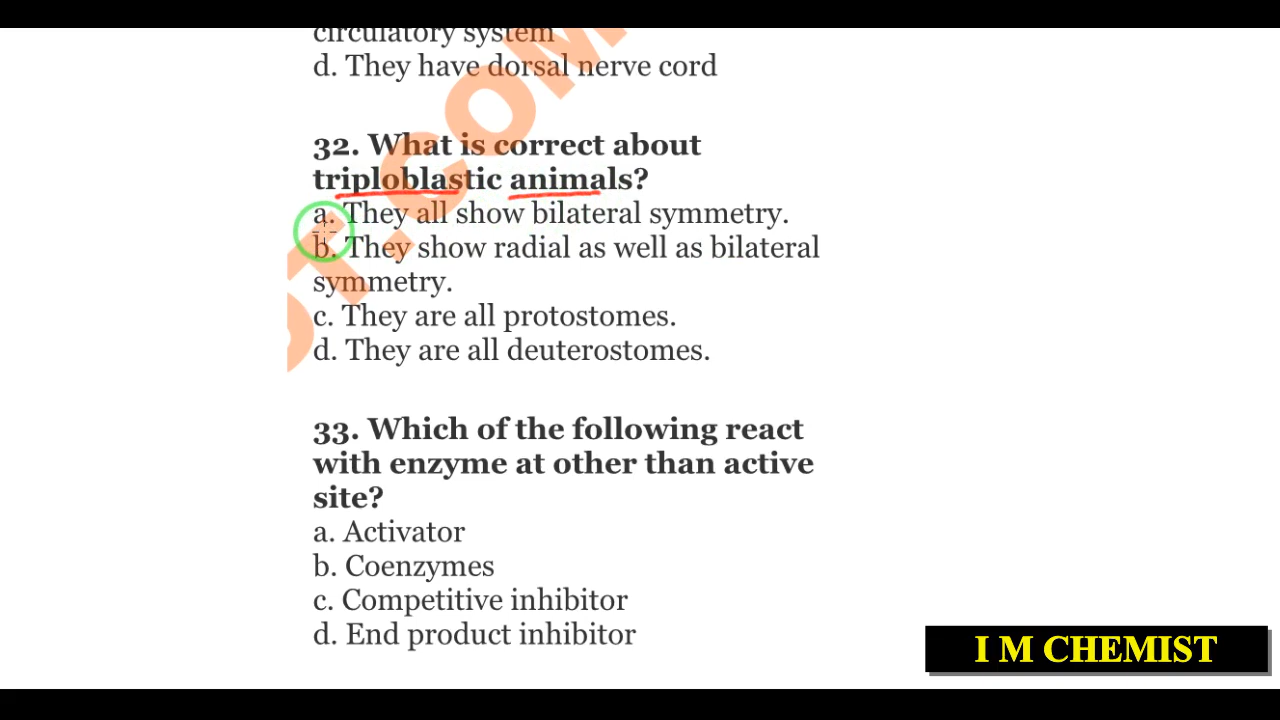 circulatory system
d. They have dorsal nerve cord
32. What is correct about
triploblastic animals?
a. They all show bilateral symmetry.
b. They show radial as well as bilateral
symmetry.
c. They are all protostomes.
d. They are all deuterostomes.
33. Which of the following react
with enzyme at other than active
site?
a. Activator
b. Coenzymes
c. Competitive inhibitor
d. End product inhibitor
I M CHEMIST